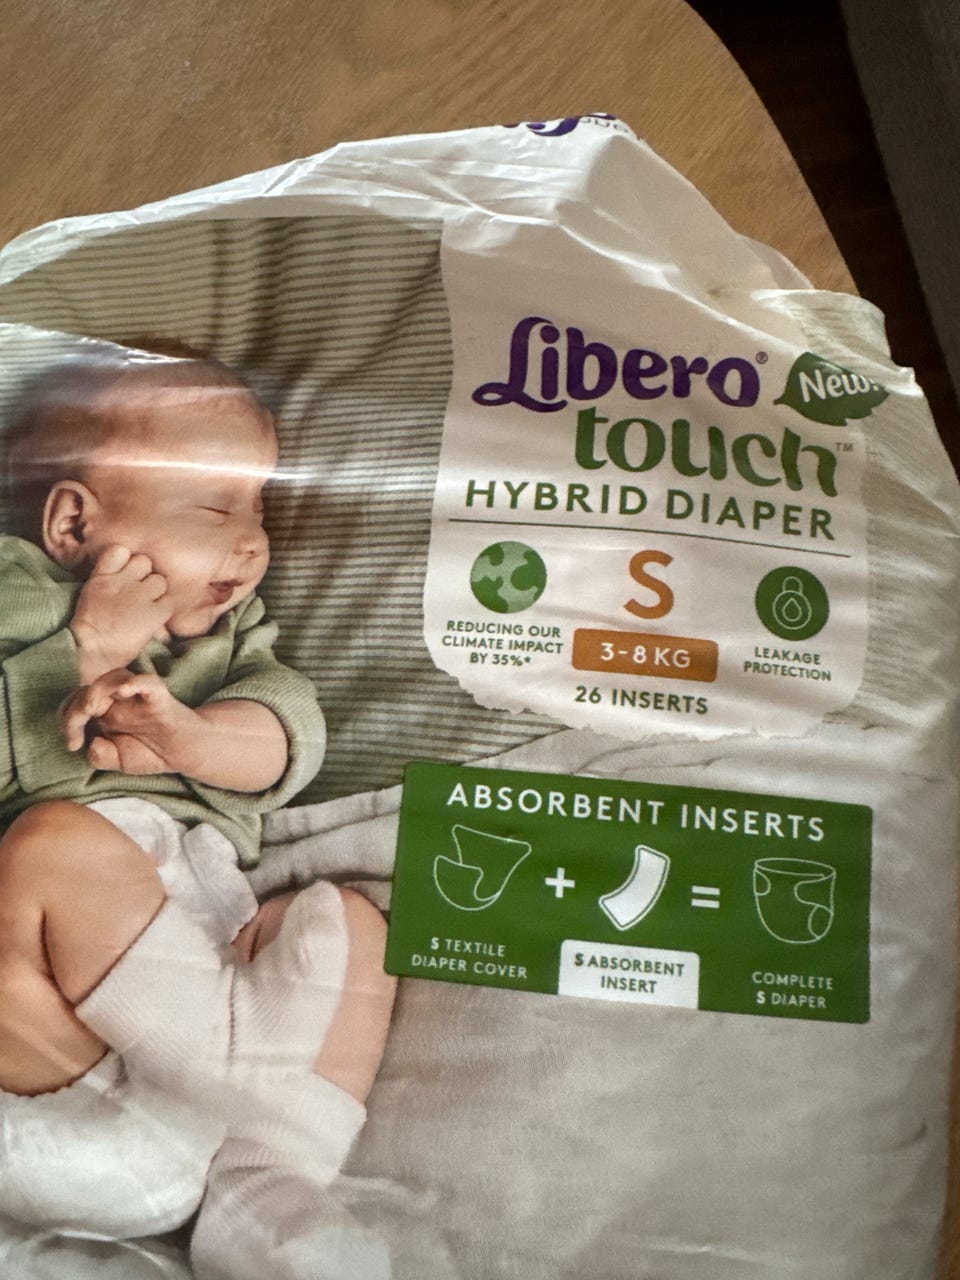 Libero®
New!
touch™
HYBRID DIAPER
REDUCING OUR
CLIMATE IMPACT
BY 35%*
S
3-8 KG
26 INSERTS
LEAKAGE
PROTECTION
ABSORBENT INSERTS
+
=
S TEXTILE
DIAPER COVER
S ABSORBENT
INSERT
COMPLETE
S DIAPER